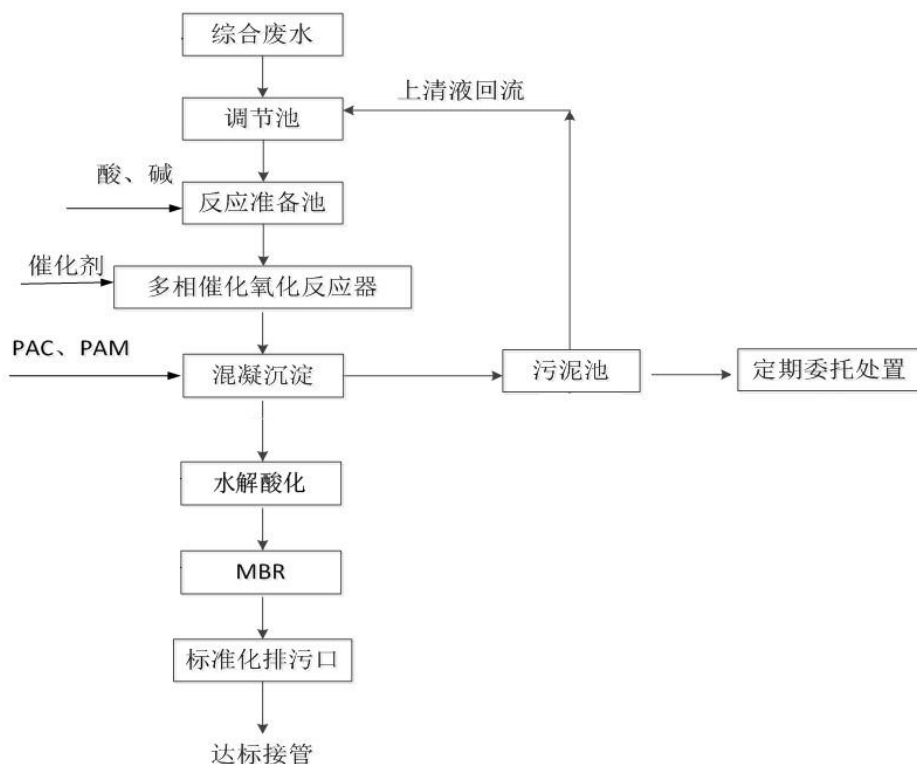 综合废水
上清液回流
调节池
酸、碱
反应准备池
催化剂
多相催化氧化反应器
PAC、PAM
混凝沉淀
污泥池
定期委托处置
水解酸化
MBR
标准化排污口
达标接管